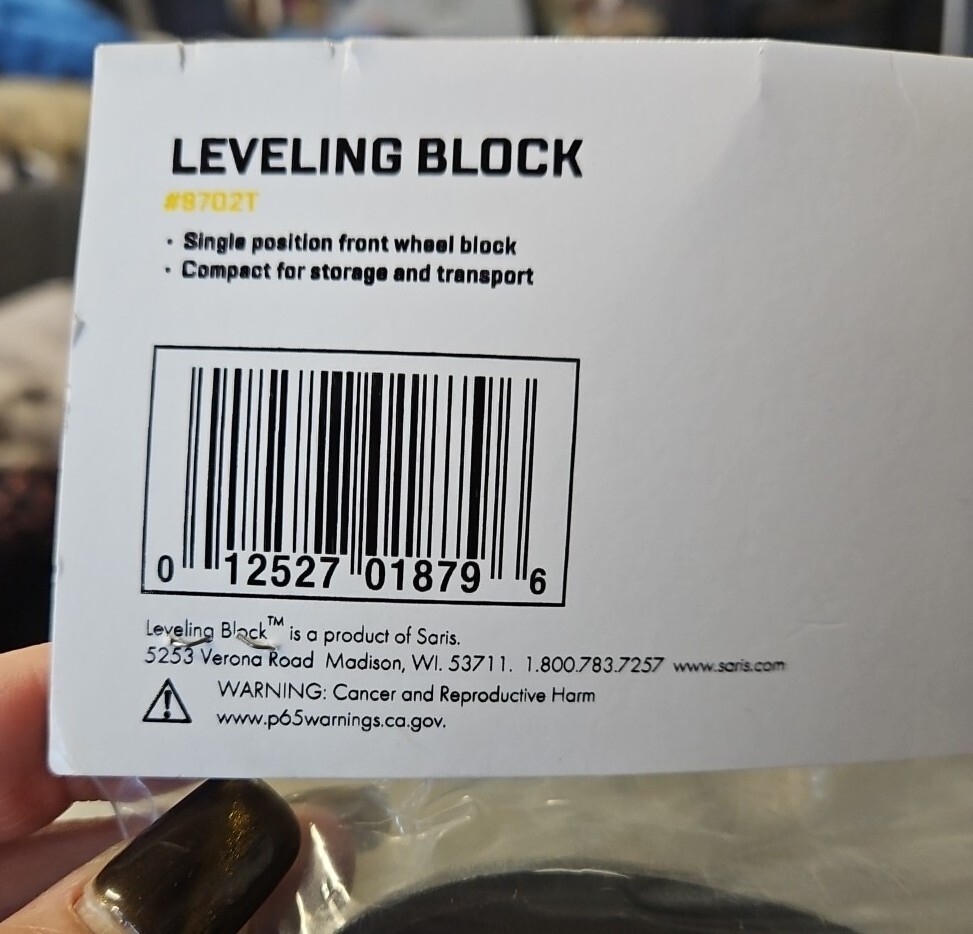 LEVELING BLOCK
#9702T
· Single position front wheel block
· Compact for storage and transport
0 12527 01879 6
Leveling Block™ is a product of Saris.
5253 Verona Road Madison, WI. 53711. 1.800.783.7257 www.saris.com
WARNING: Cancer and Reproductive Harm
www.p65warnings.ca.gov.